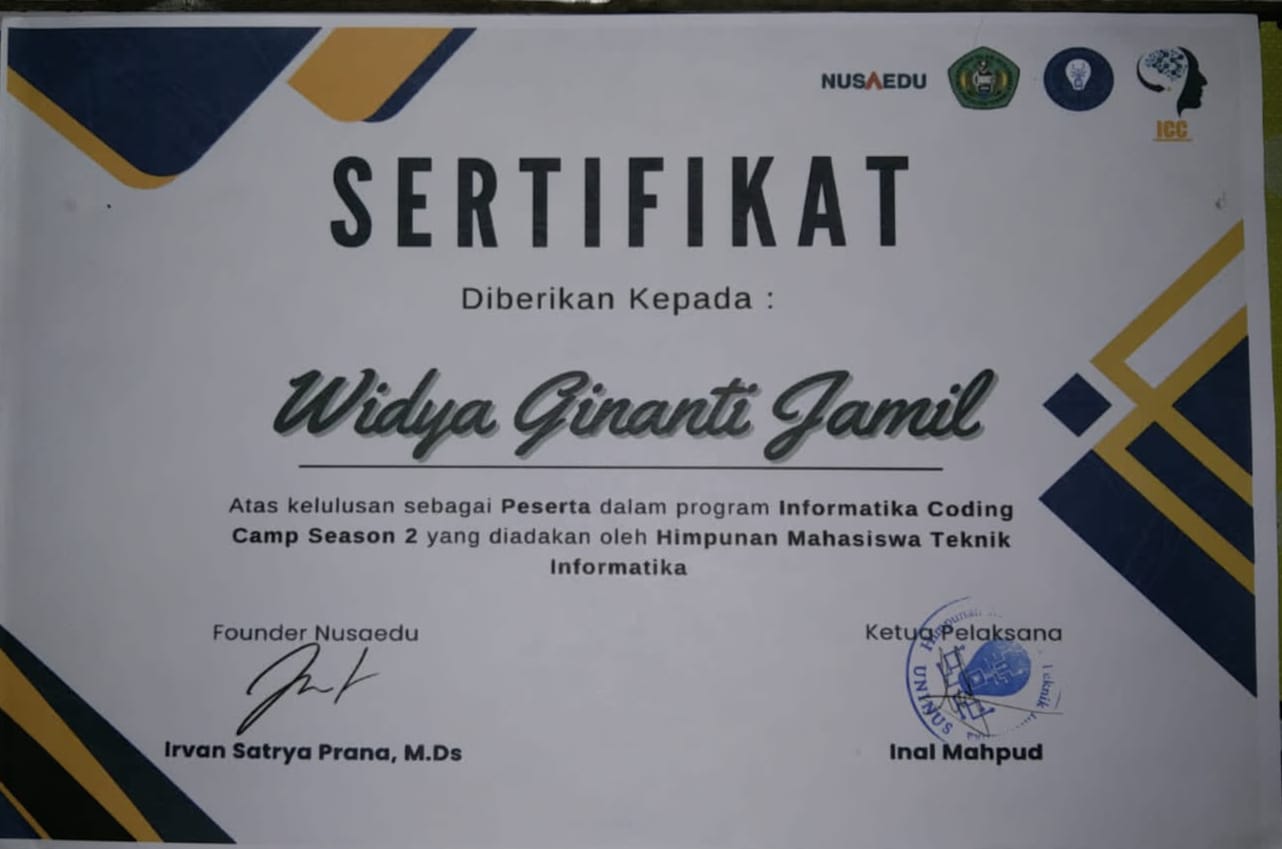 NUSAEDU
ICC
SERTIFIKAT
Diberikan Kepada :
Widya Ginanti Jamil
Atas kelulusan sebagai Peserta dalam program Informatika Coding
Camp Season 2 yang diadakan oleh Himpunan Mahasiswa Teknik
Informatika
Founder Nusaedu
Irvan Satrya Prana, M.Ds
Ketua Pelaksana
Himpunan
Teknik
UNINUS
Inal Mahpud